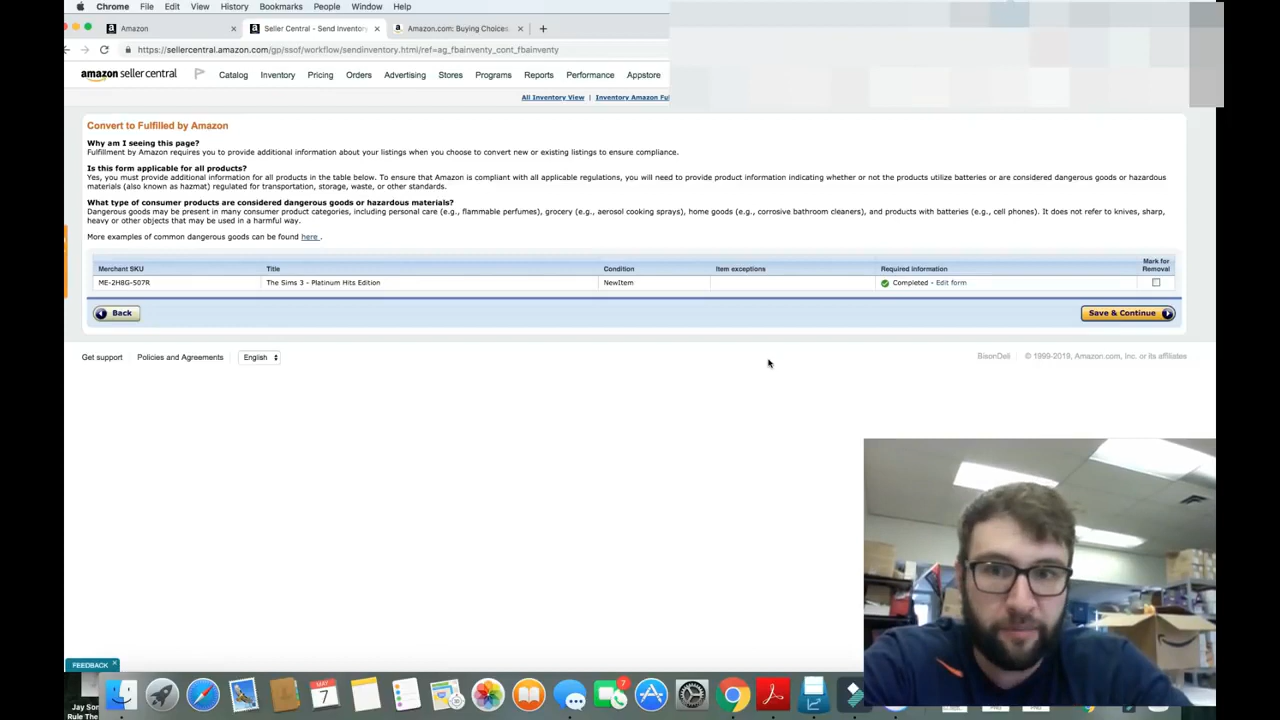 Chrome File Edit View History Bookmarks People Window Help
Amazon × Seller Central - Send Inventory × Amazon.com: Buying Choices × +
https://sellercentral.amazon.com/gp/ssof/workflow/sendinventory.html/ref=ag_fbainventy_cont_fbainventy
amazon seller central Catalog Inventory Pricing Orders Advertising Stores Programs Reports Performance Appstore
All Inventory View | Inventory Amazon Ful
Convert to Fulfilled by Amazon
Why am I seeing this page?
Fulfillment by Amazon requires you to provide additional information about your listings when you choose to convert new or existing listings to ensure compliance.
Is this form applicable for all products?
Yes, you must provide additional information for all products in the table below. To ensure that Amazon is compliant with all applicable regulations, you will need to provide product information indicating whether or not the products utilize batteries or are considered dangerous goods or hazardous
materials (also known as hazmat) regulated for transportation, storage, waste, or other standards.
What type of consumer products are considered dangerous goods or hazardous materials?
Dangerous goods may be present in many consumer product categories, including personal care (e.g., flammable perfumes), grocery (e.g., aerosol cooking sprays), home goods (e.g., corrosive bathroom cleaners), and products with batteries (e.g., cell phones). It does not refer to knives, sharp,
heavy or other objects that may be used in a harmful way.
More examples of common dangerous goods can be found here .
Mark for
Merchant SKU Title Condition Item exceptions Required information Removal
ME-2H8G-507R The Sims 3 - Platinum Hits Edition NewItem Completed - Edit form
Back Save & Continue
Get support Policies and Agreements English BisonDeli © 1999-2019, Amazon.com, Inc. or its affiliates
FEEDBACK ×
MAY
7 7
Jay Son
Rule The